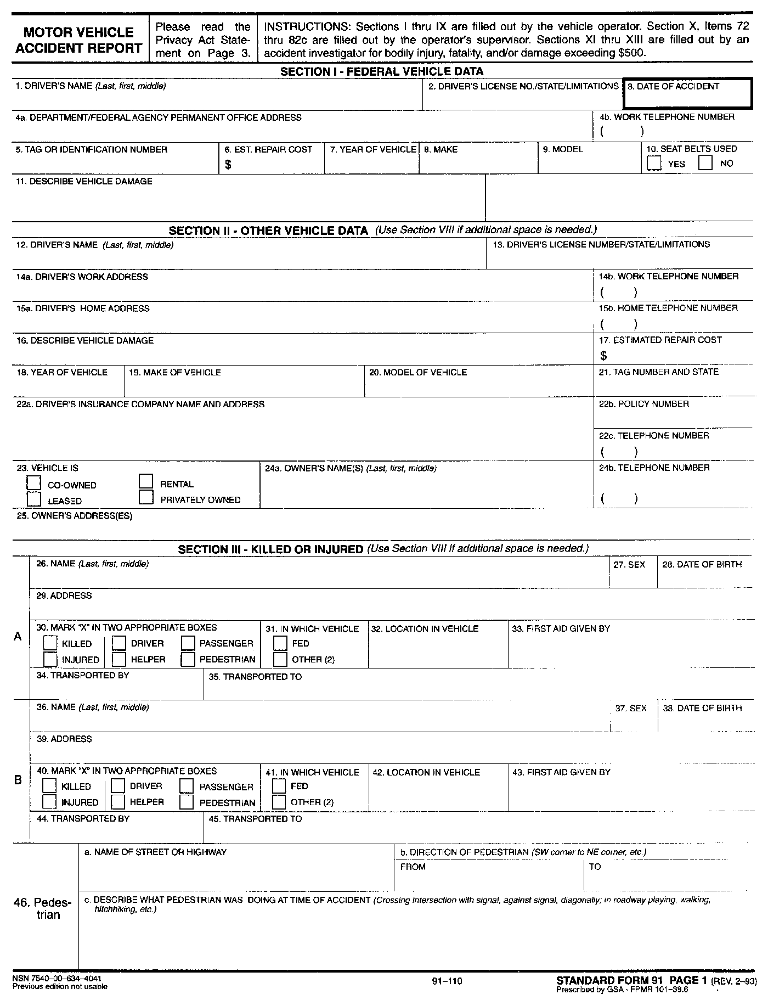 MOTOR VEHICLE
ACCIDENT REPORT
Please read the
Privacy Act State-
ment on Page 3.
INSTRUCTIONS: Sections I thru IX are filled out by the vehicle operator. Section X, Items 72
thru 82c are filled out by the operator's supervisor. Sections XI thru XIII are filled out by an
accident investigator for bodily injury, fatality, and/or damage exceeding $500.
SECTION I - FEDERAL VEHICLE DATA
1. DRIVER'S NAME (Last, first, middle)
2. DRIVER'S LICENSE NO./STATE/LIMITATIONS
3. DATE OF ACCIDENT
4a. DEPARTMENT/FEDERAL AGENCY PERMANENT OFFICE ADDRESS
4b. WORK TELEPHONE NUMBER
( )
5. TAG OR IDENTIFICATION NUMBER
6. EST. REPAIR COST
$
7. YEAR OF VEHICLE
8. MAKE
9. MODEL
10. SEAT BELTS USED
YES NO
11. DESCRIBE VEHICLE DAMAGE
SECTION II - OTHER VEHICLE DATA (Use Section VIII if additional space is needed.)
12. DRIVER'S NAME (Last, first, middle)
13. DRIVER'S LICENSE NUMBER/STATE/LIMITATIONS
14a. DRIVER'S WORK ADDRESS
14b. WORK TELEPHONE NUMBER
( )
15a. DRIVER'S HOME ADDRESS
15b. HOME TELEPHONE NUMBER
( )
16. DESCRIBE VEHICLE DAMAGE
17. ESTIMATED REPAIR COST
$
18. YEAR OF VEHICLE
19. MAKE OF VEHICLE
20. MODEL OF VEHICLE
21. TAG NUMBER AND STATE
22a. DRIVER'S INSURANCE COMPANY NAME AND ADDRESS
22b. POLICY NUMBER
22c. TELEPHONE NUMBER
( )
23. VEHICLE IS
CO-OWNED RENTAL
LEASED PRIVATELY OWNED
24a. OWNER'S NAME(S) (Last, first, middle)
24b. TELEPHONE NUMBER
( )
25. OWNER'S ADDRESS(ES)
SECTION III - KILLED OR INJURED (Use Section VIII if additional space is needed.)
A
26. NAME (Last, first, middle)
27. SEX
28. DATE OF BIRTH
29. ADDRESS
30. MARK "X" IN TWO APPROPRIATE BOXES
KILLED DRIVER PASSENGER
INJURED HELPER PEDESTRIAN
31. IN WHICH VEHICLE
FED
OTHER (2)
32. LOCATION IN VEHICLE
33. FIRST AID GIVEN BY
34. TRANSPORTED BY
35. TRANSPORTED TO
B
36. NAME (Last, first, middle)
37. SEX
38. DATE OF BIRTH
39. ADDRESS
40. MARK "X" IN TWO APPROPRIATE BOXES
KILLED DRIVER PASSENGER
INJURED HELPER PEDESTRIAN
41. IN WHICH VEHICLE
FED
OTHER (2)
42. LOCATION IN VEHICLE
43. FIRST AID GIVEN BY
44. TRANSPORTED BY
45. TRANSPORTED TO
46. Pedes-
trian
a. NAME OF STREET OR HIGHWAY
b. DIRECTION OF PEDESTRIAN (SW corner to NE corner, etc.)
FROM
TO
c. DESCRIBE WHAT PEDESTRIAN WAS DOING AT TIME OF ACCIDENT (Crossing intersection with signal, against signal, diagonally; in roadway playing, walking,
hitchhiking, etc.)
NSN 7540-00-634-4041
Previous edition not usable
91-110
STANDARD FORM 91 PAGE 1 (REV. 2-93)
Prescribed by GSA - FPMR 101-38.6